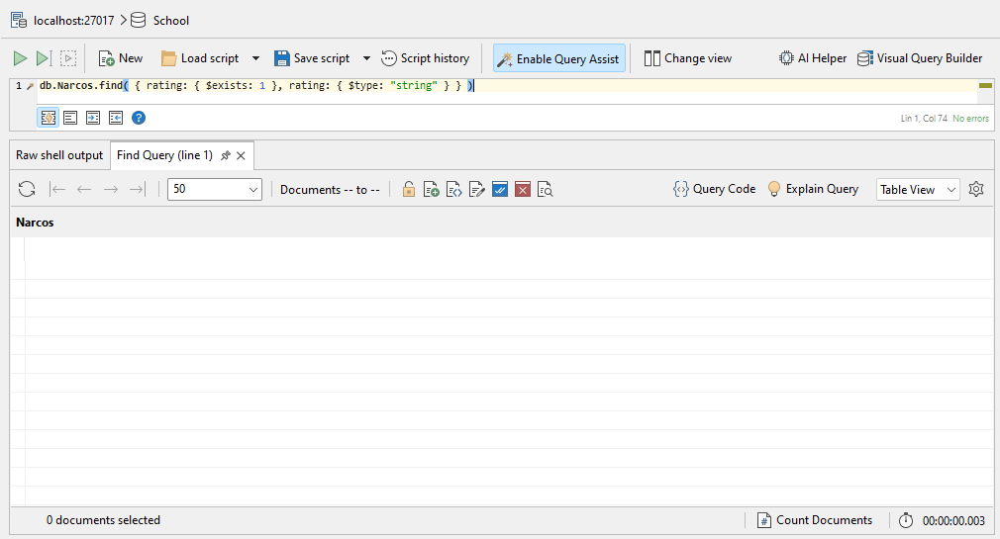 localhost:27017 School
New Load script Save script Script history Enable Query Assist Change view AI Helper Visual Query Builder
1 db.Narcos.find( { rating: { $exists: 1 }, rating: { $type: "string" } } )
? Lin 1, Col 74 No errors
Raw shell output Find Query (line 1)
50 Documents -- to -- Query Code Explain Query Table View
Narcos
0 documents selected # Count Documents 00:00:00.003